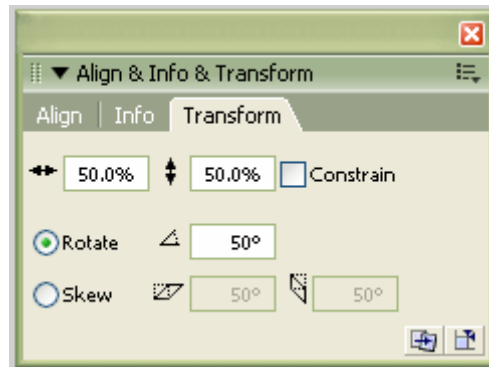 Align & Info & Transform
Align Info Transform
50.0% 50.0% Constrain
Rotate 50°
Skew 50° 50°